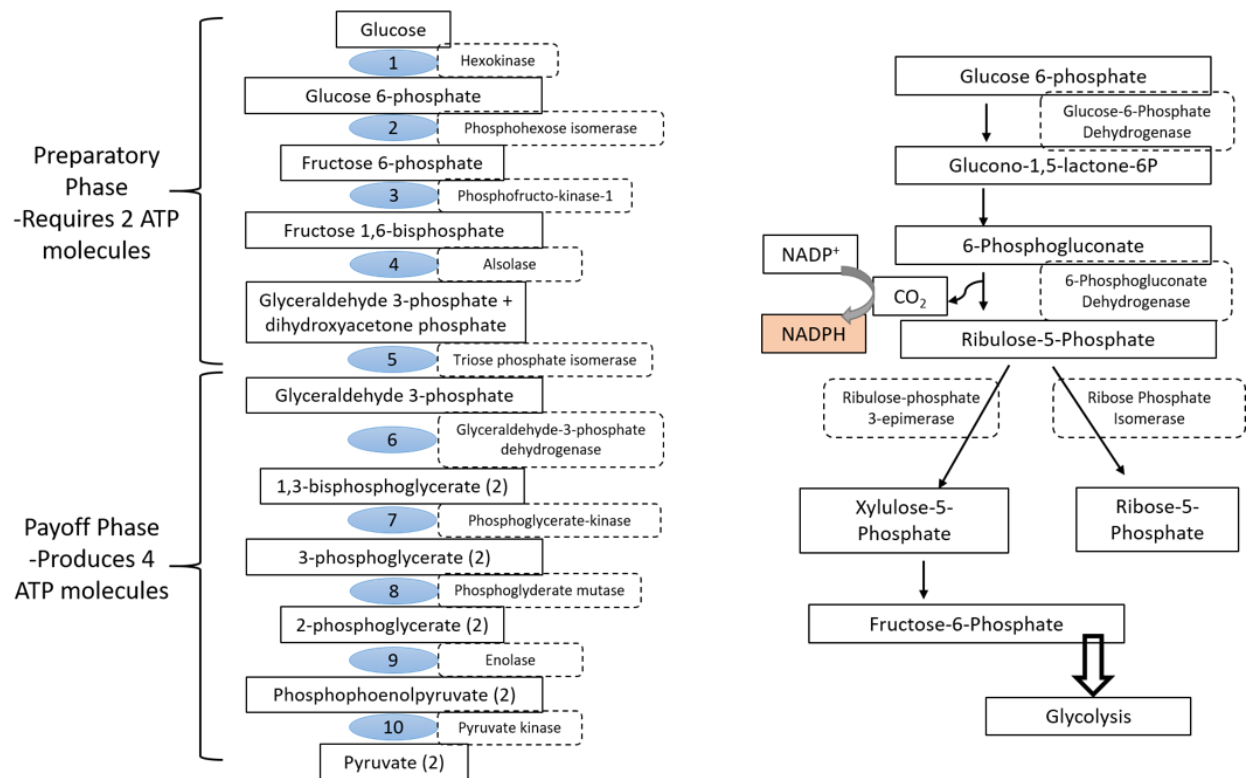 Preparatory
Phase
-Requires 2 ATP
molecules
Payoff Phase
-Produces 4
ATP molecules
Glucose
1
Hexokinase
Glucose 6-phosphate
2
Phosphohexose isomerase
Fructose 6-phosphate
3
Phosphofructo-kinase-1
Fructose 1,6-bisphosphate
4
Alsolase
Glyceraldehyde 3-phosphate +
dihydroxyacetone phosphate
5
Triose phosphate isomerase
Glyceraldehyde 3-phosphate
6
Glyceraldehyde-3-phosphate
dehydrogenase
1,3-bisphosphoglycerate (2)
7
Phosphoglycerate-kinase
3-phosphoglycerate (2)
8
Phosphoglyderate mutase
2-phosphoglycerate (2)
9
Enolase
Phosphophoenolpyruvate (2)
10
Pyruvate kinase
Pyruvate (2)
Glucose 6-phosphate
Glucose-6-Phosphate
Dehydrogenase
Glucono-1,5-lactone-6P
6-Phosphogluconate
NADP⁺
CO₂
NADPH
6-Phosphogluconate
Dehydrogenase
Ribulose-5-Phosphate
Ribulose-phosphate
3-epimerase
Ribose Phosphate
Isomerase
Xylulose-5-
Phosphate
Ribose-5-
Phosphate
Fructose-6-Phosphate
Glycolysis